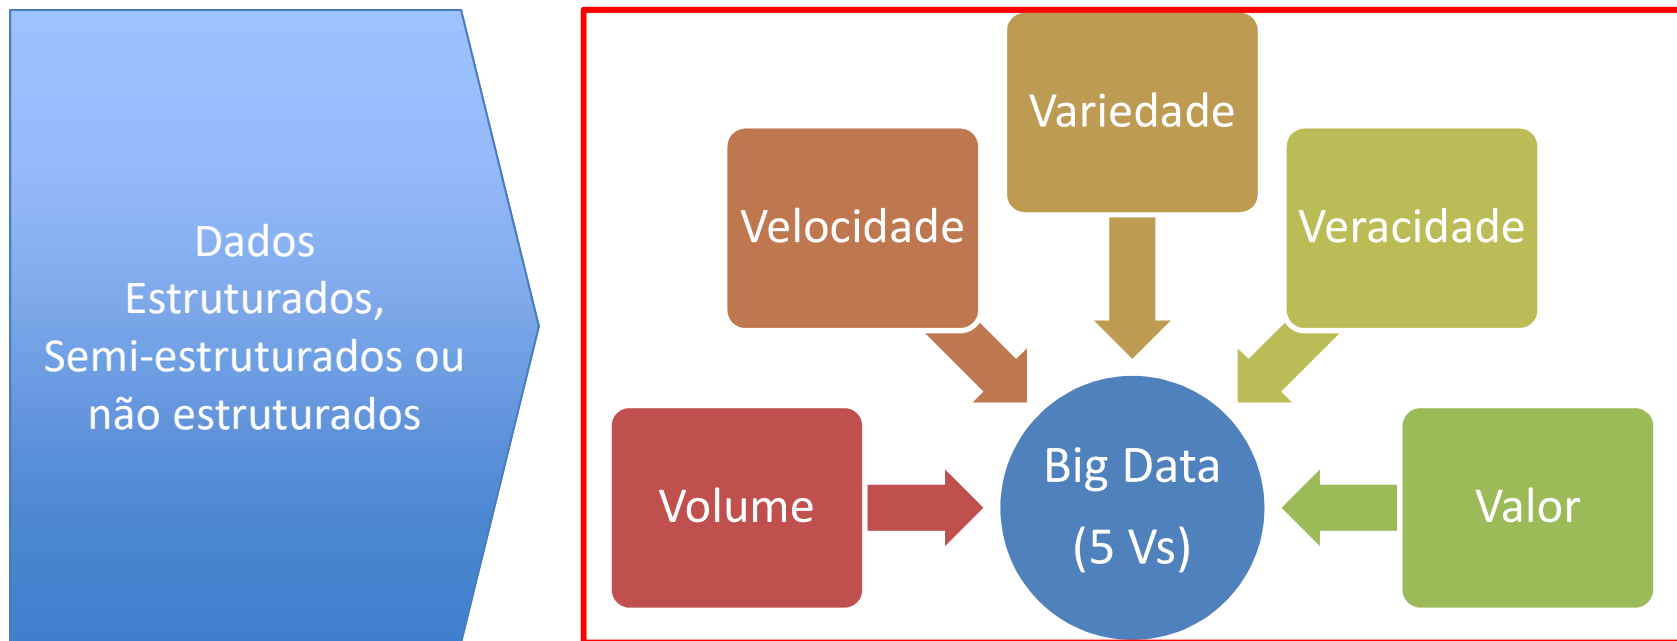 Dados
Estruturados,
Semi-estruturados ou
não estruturados
Variedade
Velocidade
Veracidade
Volume
Big Data
(5 Vs)
Valor